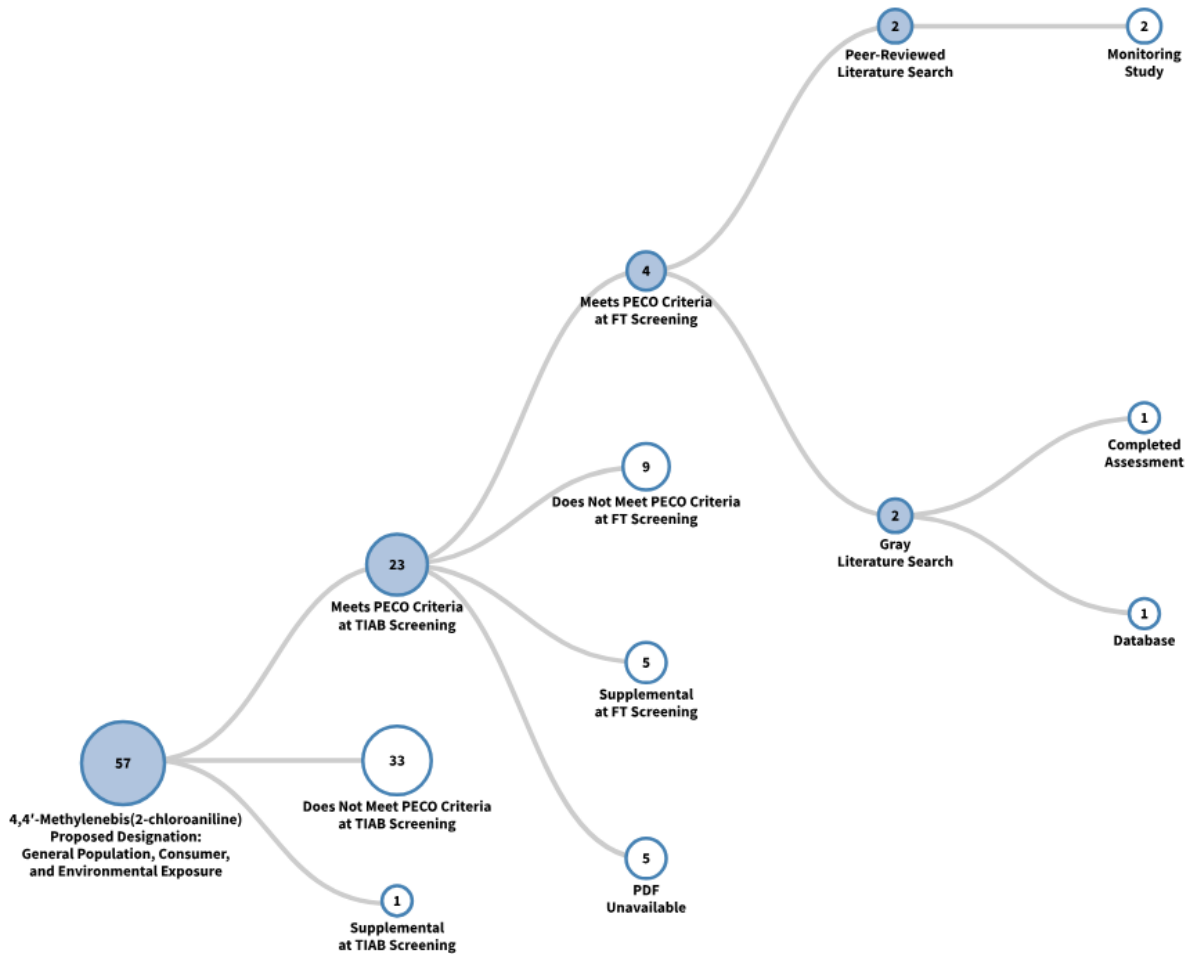 2
Peer-Reviewed
Literature Search
2
Monitoring
Study
4
Meets PECO Criteria
at FT Screening
1
Completed
Assessment
9
Does Not Meet PECO Criteria
at FT Screening
2
Gray
Literature Search
23
Meets PECO Criteria
at TIAB Screening
1
Database
5
Supplemental
at FT Screening
57
4,4′-Methylenebis(2-chloroaniline)
Proposed Designation:
General Population, Consumer,
and Environmental Exposure
33
Does Not Meet PECO Criteria
at TIAB Screening
5
PDF
Unavailable
1
Supplemental
at TIAB Screening